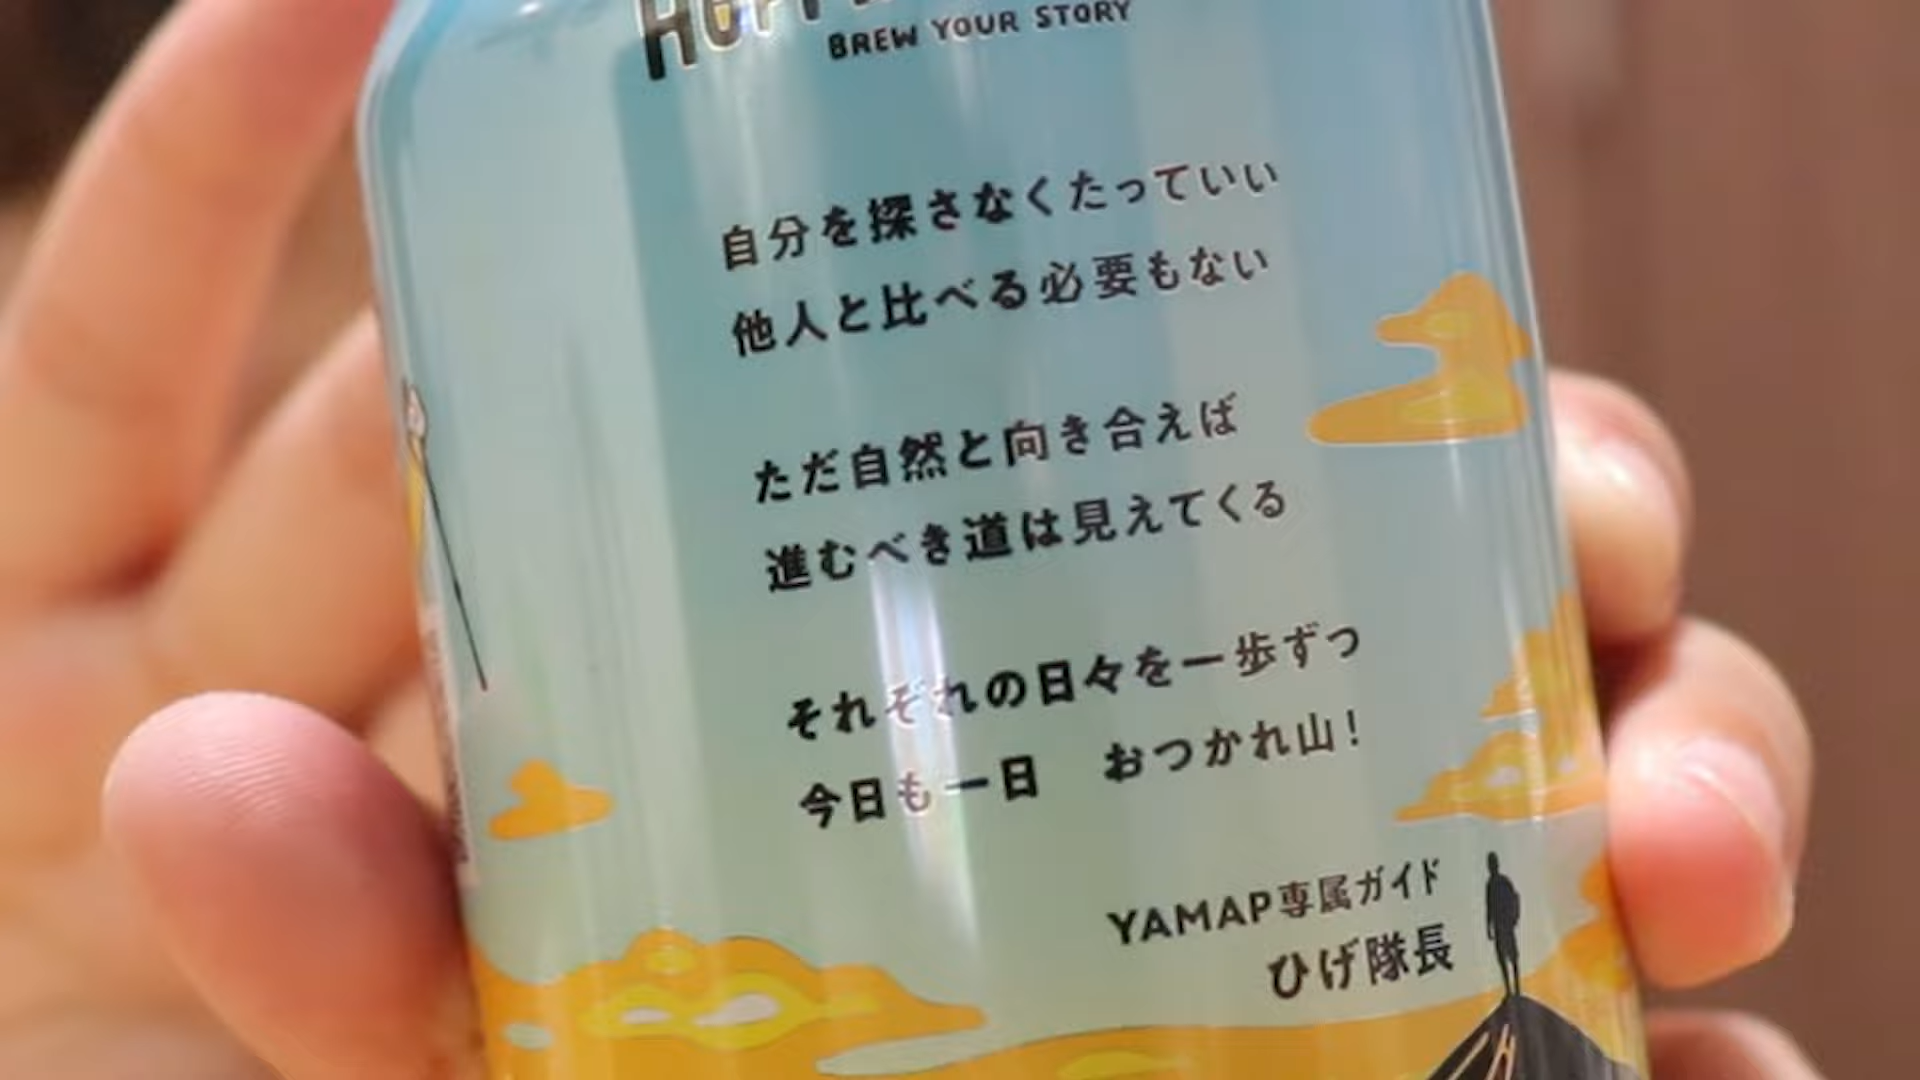 BREW YOUR STORY
自分を探さなくたっていい
他人と比べる必要もない
ただ自然と向き合えば
進むべき道は見えてくる
それぞれの日々を一歩ずつ
今日も一日 おつかれ山!
YAMAP専属ガイド
ひげ隊長